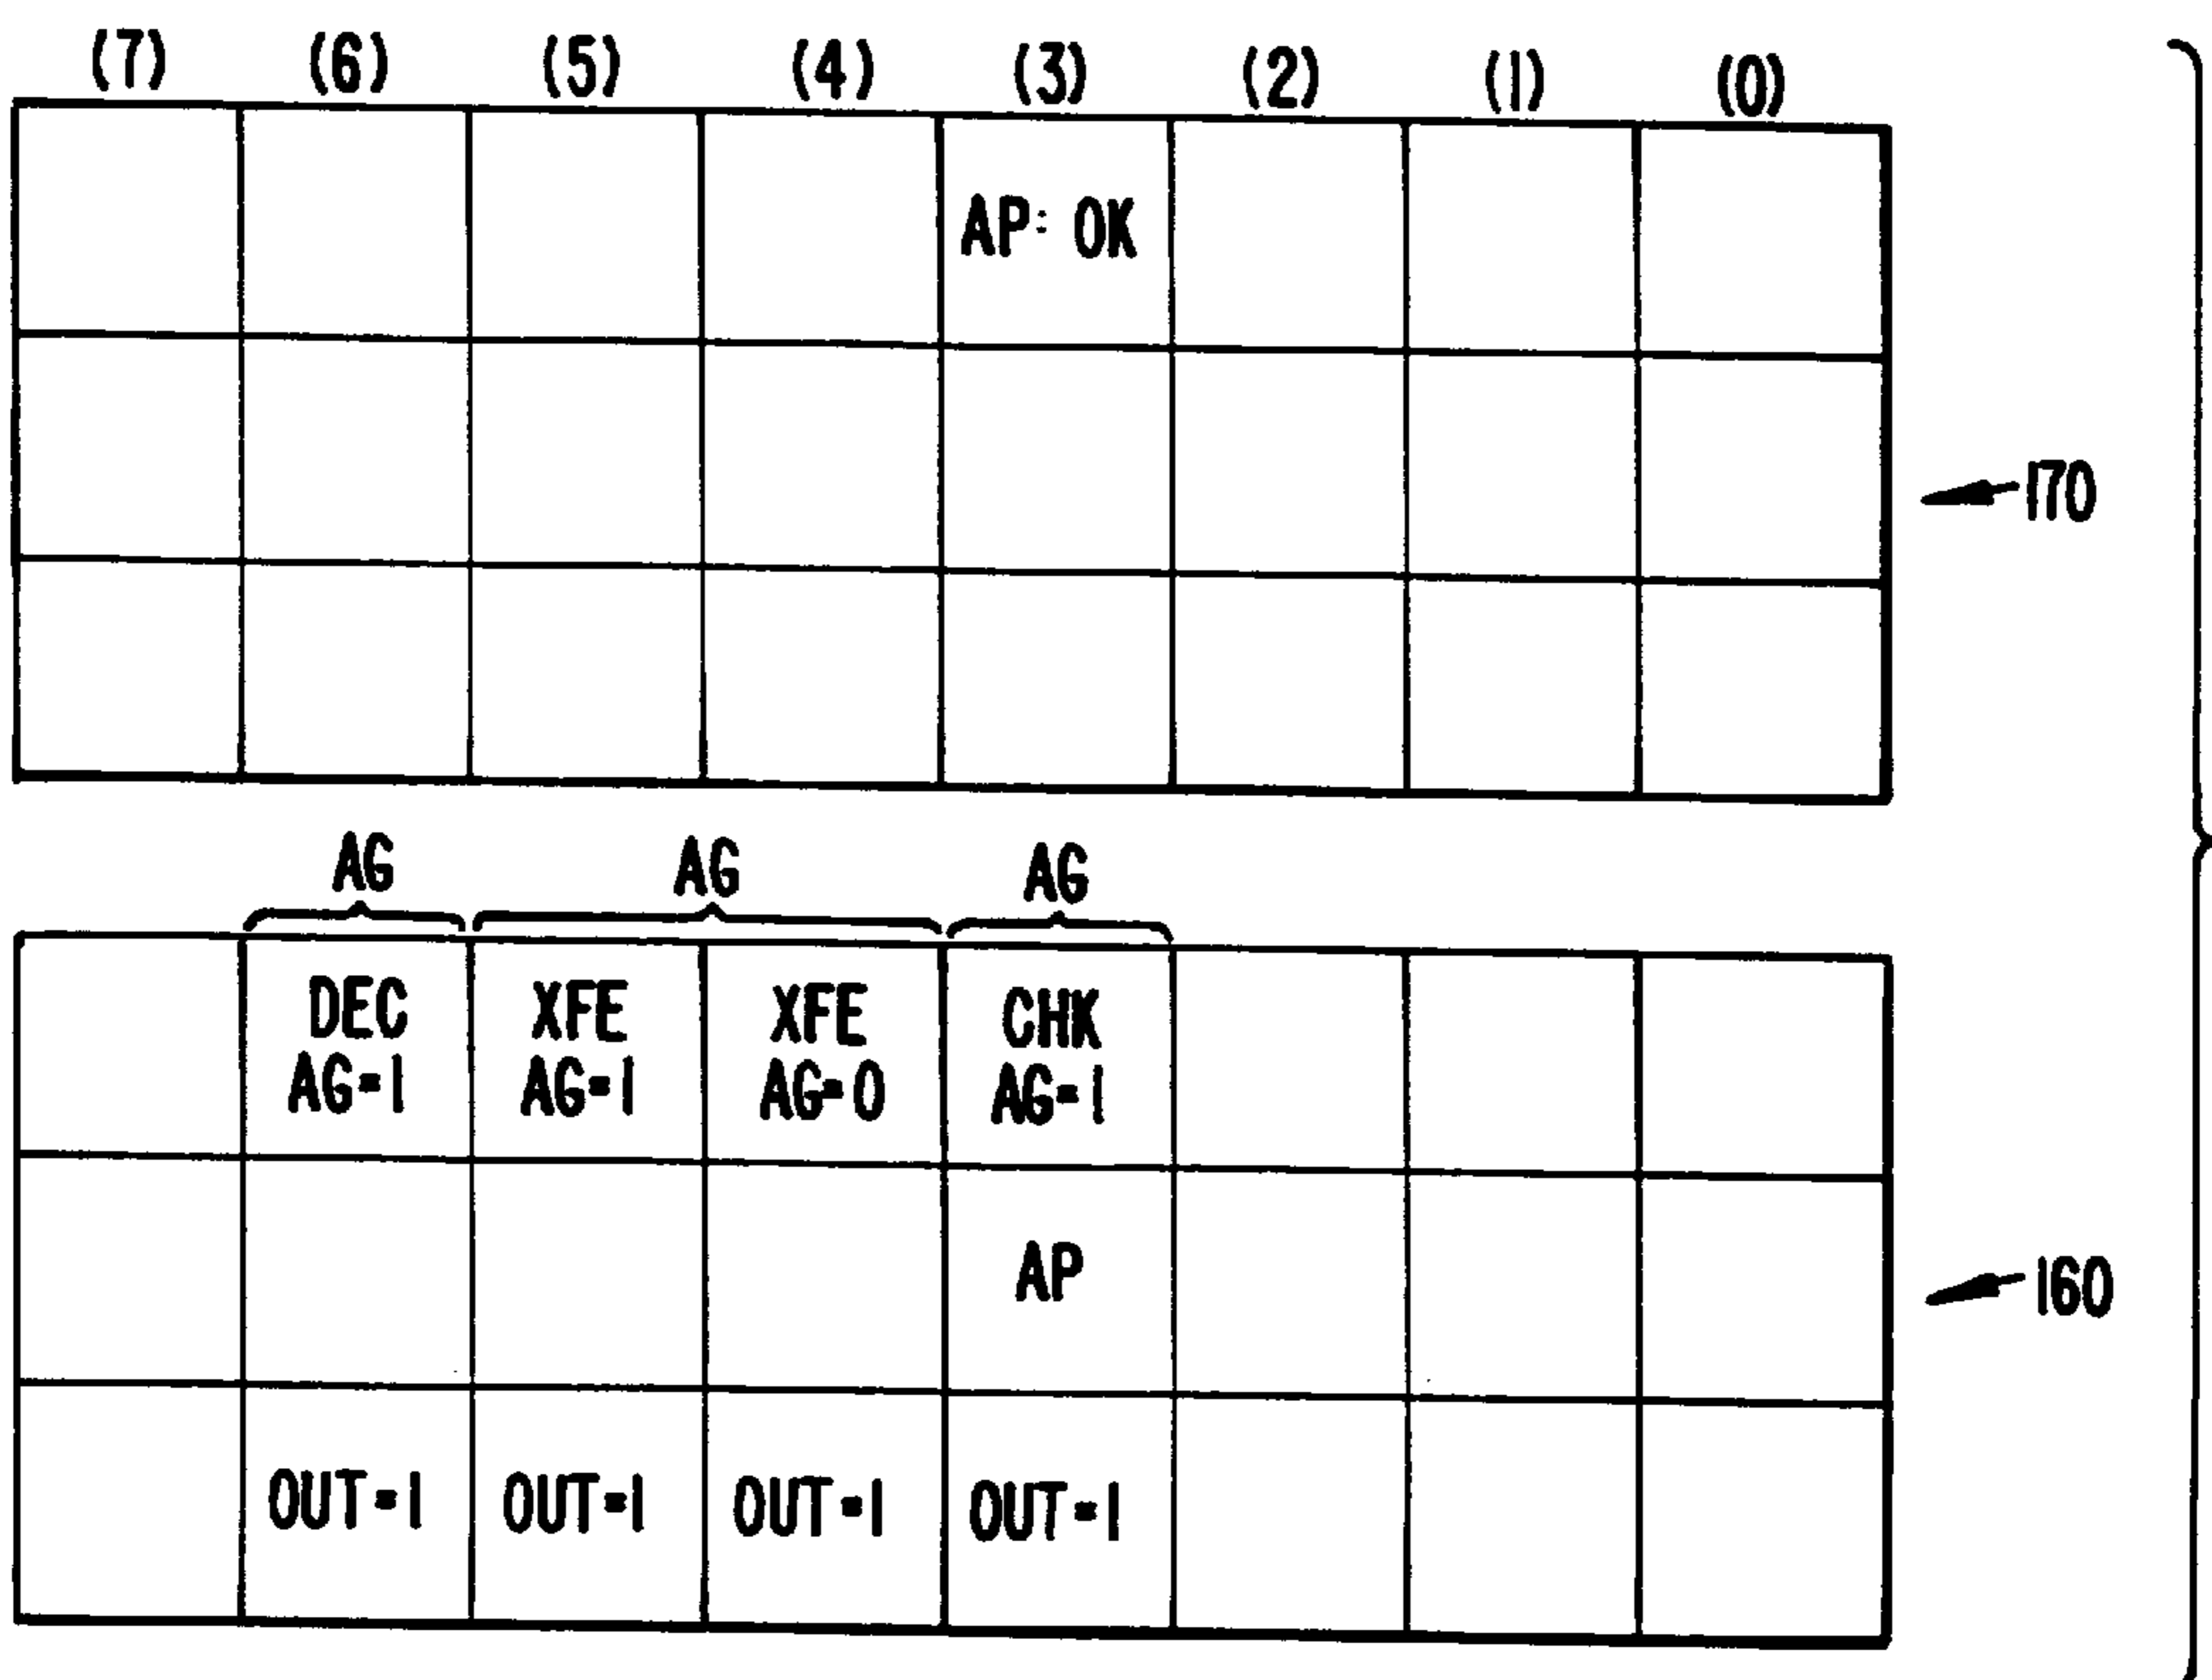 (7) (6) (5) (4) (3) (2) (1) (0)
AP: OK
170
AG AG AG
DEC XFE XFE CHK
AG=1 AG=1 AG=0 AG=1
AP
160
OUT=1 OUT=1 OUT=1 OUT=1